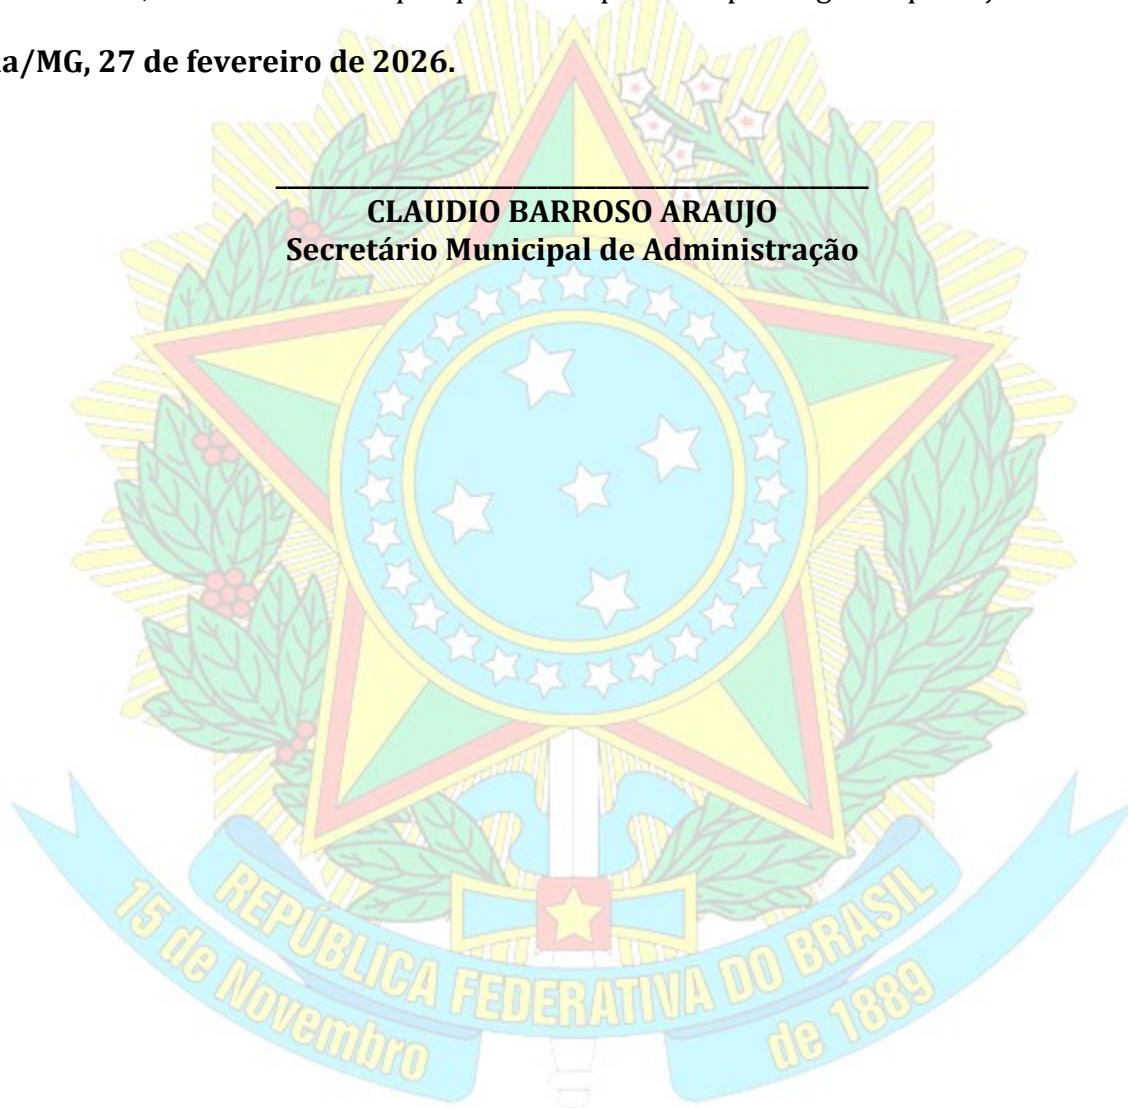 a/MG, 27 de fevereiro de 2026.
CLAUDIO BARROSO ARAUJO
Secretário Municipal de Administração
REPÚBLICA FEDERATIVA DO BRASIL
15 de Novembro
de 1889